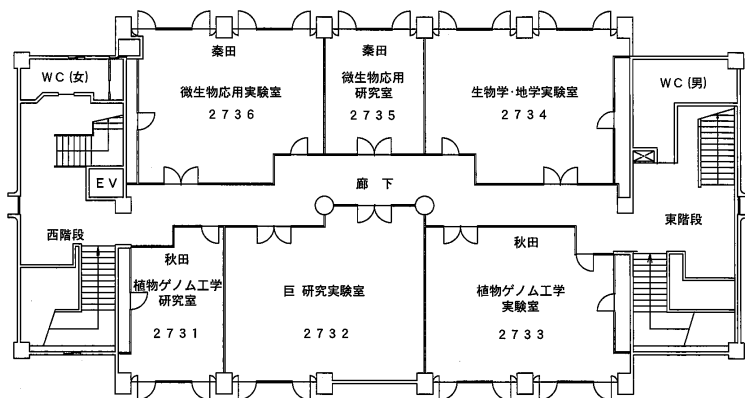 WC(女)
秦田
微生物応用実験室
2736
秦田
微生物応用
研究室
2735
生物学・地学実験室
2734
WC(男)
EV
廊下
西階段
東階段
秋田
植物ゲノム工学
研究室
2731
巨 研究実験室
2732
秋田
植物ゲノム工学
実験室
2733